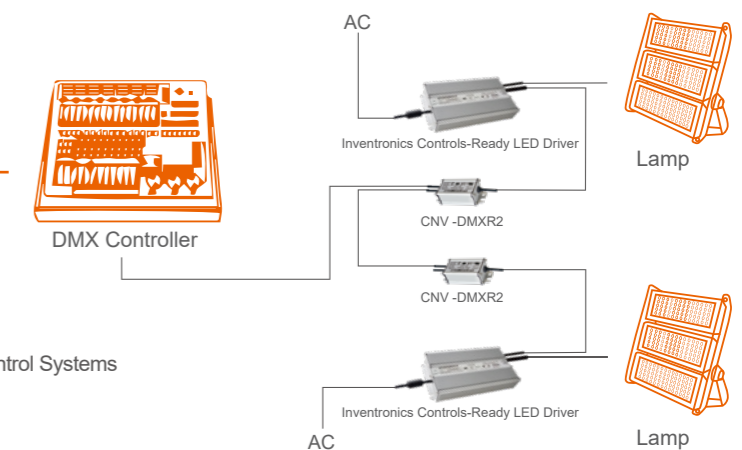 AC
Inventronics Controls-Ready LED Driver
Lamp
CNV -DMXR2
DMX Controller
CNV -DMXR2
ntrol Systems
Inventronics Controls-Ready LED Driver
AC
Lamp